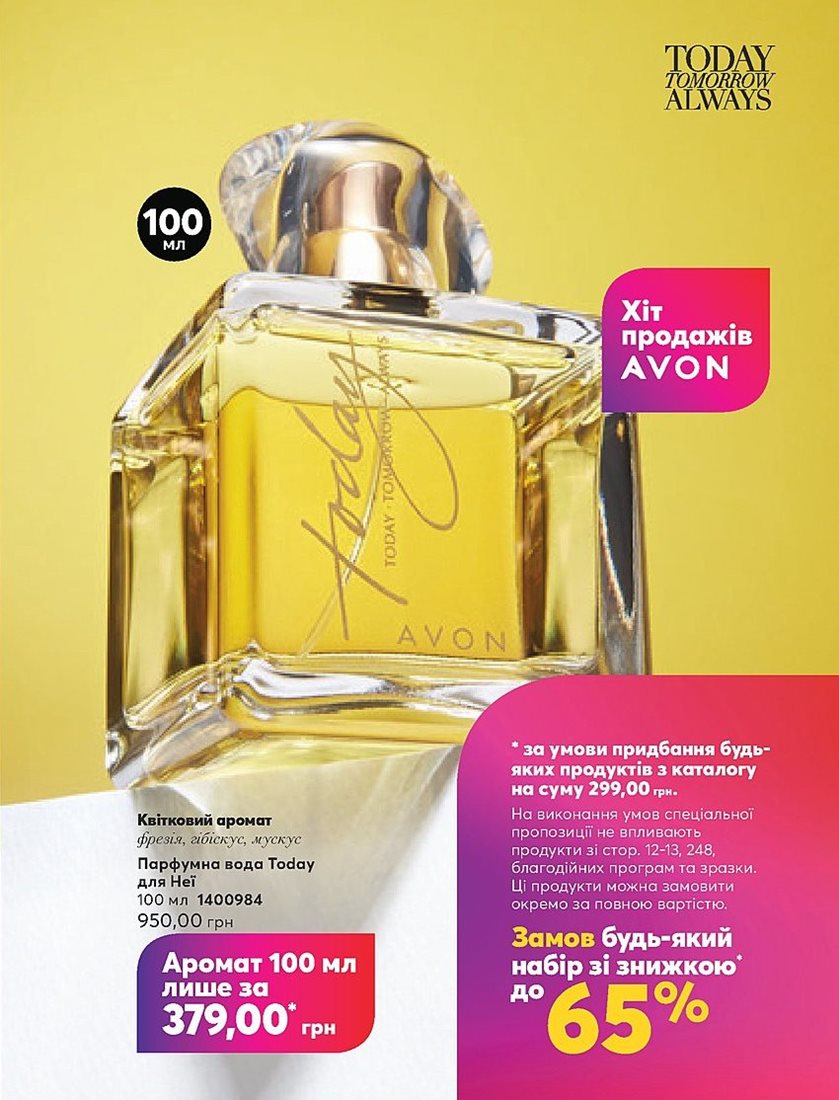 TODAY
TOMORROW
ALWAYS
100
МЛ
Хіт
продажів
AVON
today
TODAY · TOMORROW · ALWAYS
AVON
* за умови придбання будь-
яких продуктів з каталогу
на суму 299,00 грн.
На виконання умов спеціальної
пропозиції не впливають
продукти зі стор. 12-13, 248,
благодійних програм та зразки.
Ці продукти можна замовити
окремо за повною вартістю.
Замов будь-який
набір зі знижкою*
до 65%
Квітковий аромат
фрезія, гібіскус, мускус
Парфумна вода Today
для Неї
100 мл 1400984
950,00 грн
Аромат 100 мл
лише за
379,00* грн